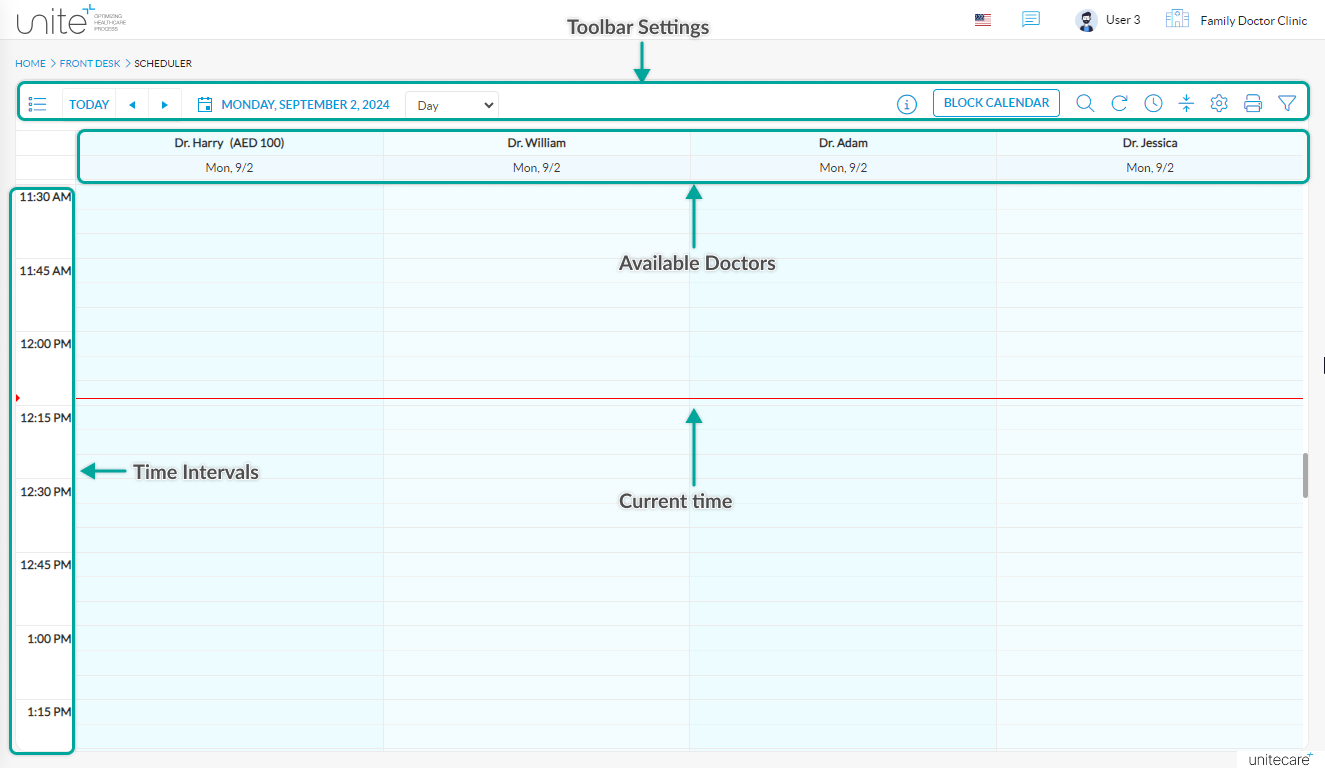 unite OPTIMIZING
HEALTHCARE
PROCESS
Toolbar Settings
User 3
Family Doctor Clinic
HOME > FRONT DESK > SCHEDULER
TODAY MONDAY, SEPTEMBER 2, 2024 Day BLOCK CALENDAR
Dr. Harry (AED 100) Dr. William Dr. Adam Dr. Jessica
Mon, 9/2 Mon, 9/2 Mon, 9/2 Mon, 9/2
11:30 AM
Available Doctors
11:45 AM
12:00 PM
12:15 PM
Time Intervals
12:30 PM
Current time
12:45 PM
1:00 PM
1:15 PM
unitecare